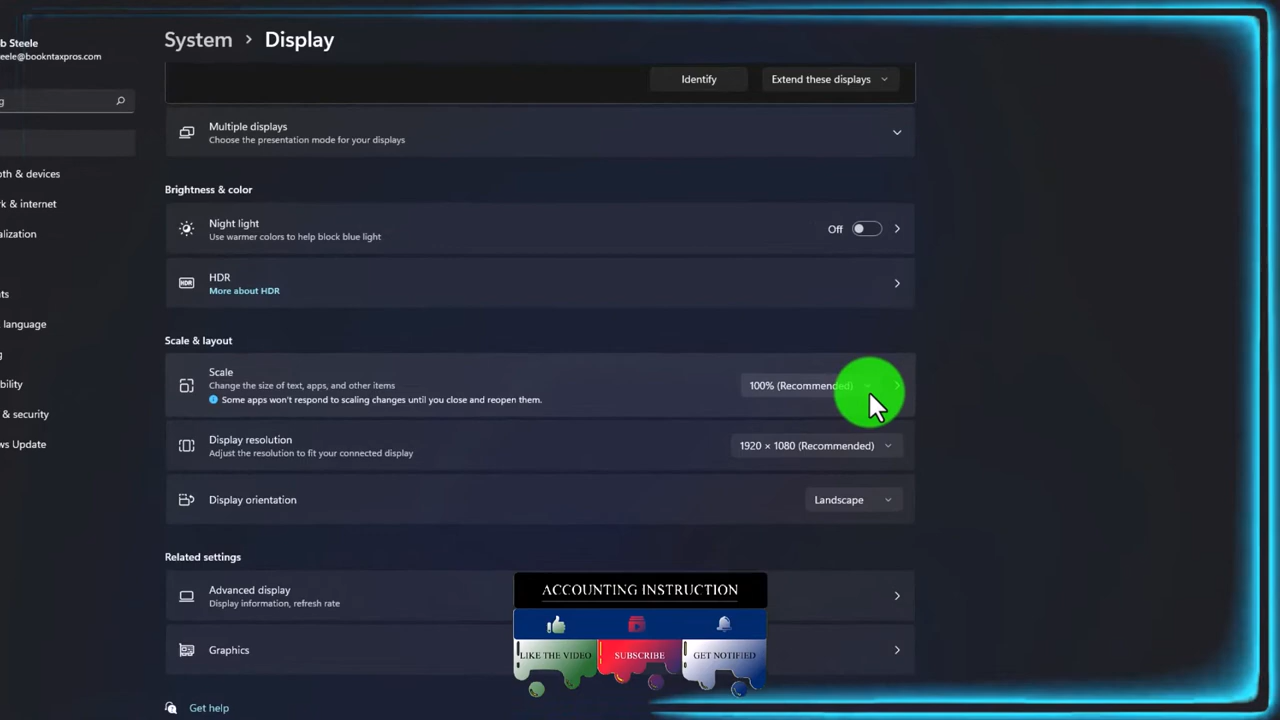 b Steele
System > Display
teele@bookntaxpros.com
Identify
Extend these displays
g
Multiple displays
Choose the presentation mode for your displays
th & devices
Brightness & color
rk & internet
Night light
Use warmer colors to help block blue light
Off
alization
HDR
HDR
More about HDR
ts
language
Scale & layout
g
Scale
Change the size of text, apps, and other items
Some apps won't respond to scaling changes until you close and reopen them.
100% (Recommended)
bility
& security
Display resolution
Adjust the resolution to fit your connected display
1920 × 1080 (Recommended)
ws Update
Display orientation
Landscape
Related settings
Advanced display
Display information, refresh rate
ACCOUNTING INSTRUCTION
LIKE THE VIDEO
SUBSCRIBE
GET NOTIFIED
Graphics
Get help